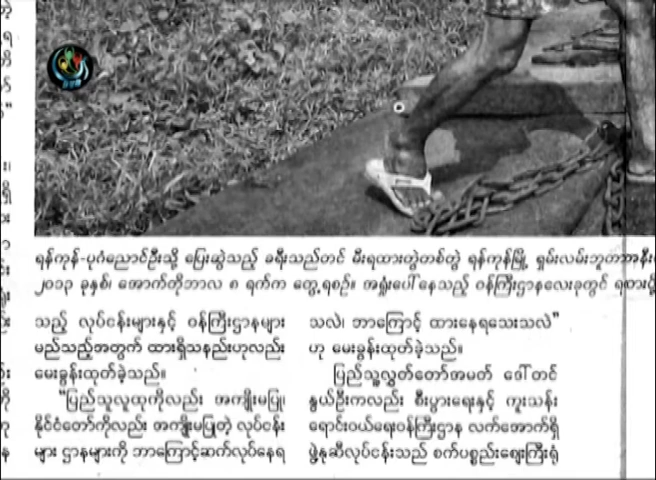 ရန်ကုန်-ပုဂံညောင်ဦးသို့ ပြေးဆွဲသည့် ခရီးသည်တင် မီးရထားတွဲတစ်တွဲ ရန်ကုန်မြို့ ရှမ်းလမ်းဘူတာအနီး
၂၀၁၃ ခုနှစ်၊ အောက်တိုဘာလ ၈ ရက်က တွေ့ရစဉ်။ အရှုံးပေါ်နေသည့် ဝန်ကြီးဌာနလေးခုတွင် ရထားပို့
သည့် လုပ်ငန်းများနှင့် ဝန်ကြီးဌာနများ
မည်သည့်အတွက် ထားရှိသနည်းဟုလည်း
မေးခွန်းထုတ်ခဲ့သည်။
"ပြည်သူလူထုကိုလည်း အကျိုးမပြု၊
နိုင်ငံတော်ကိုလည်း အကျိုးမပြုတဲ့ လုပ်ငန်း
များ ဌာနများကို ဘာကြောင့်ဆက်လုပ်နေရ
သလဲ၊ ဘာကြောင့် ထားနေရသေးသလဲ"
ဟု မေးခွန်းထုတ်ခဲ့သည်။
ပြည်သူ့လွှတ်တော်အမတ် ဒေါ်တင်
နွယ်ဦးကလည်း စီးပွားရေးနှင့် ကူးသန်း
ရောင်းဝယ်ရေးဝန်ကြီးဌာန လက်အောက်ရှိ
ဖွဲ့နုဆီလုပ်ငန်းသည် စက်ပစ္စည်းဈေးကြီးရုံ